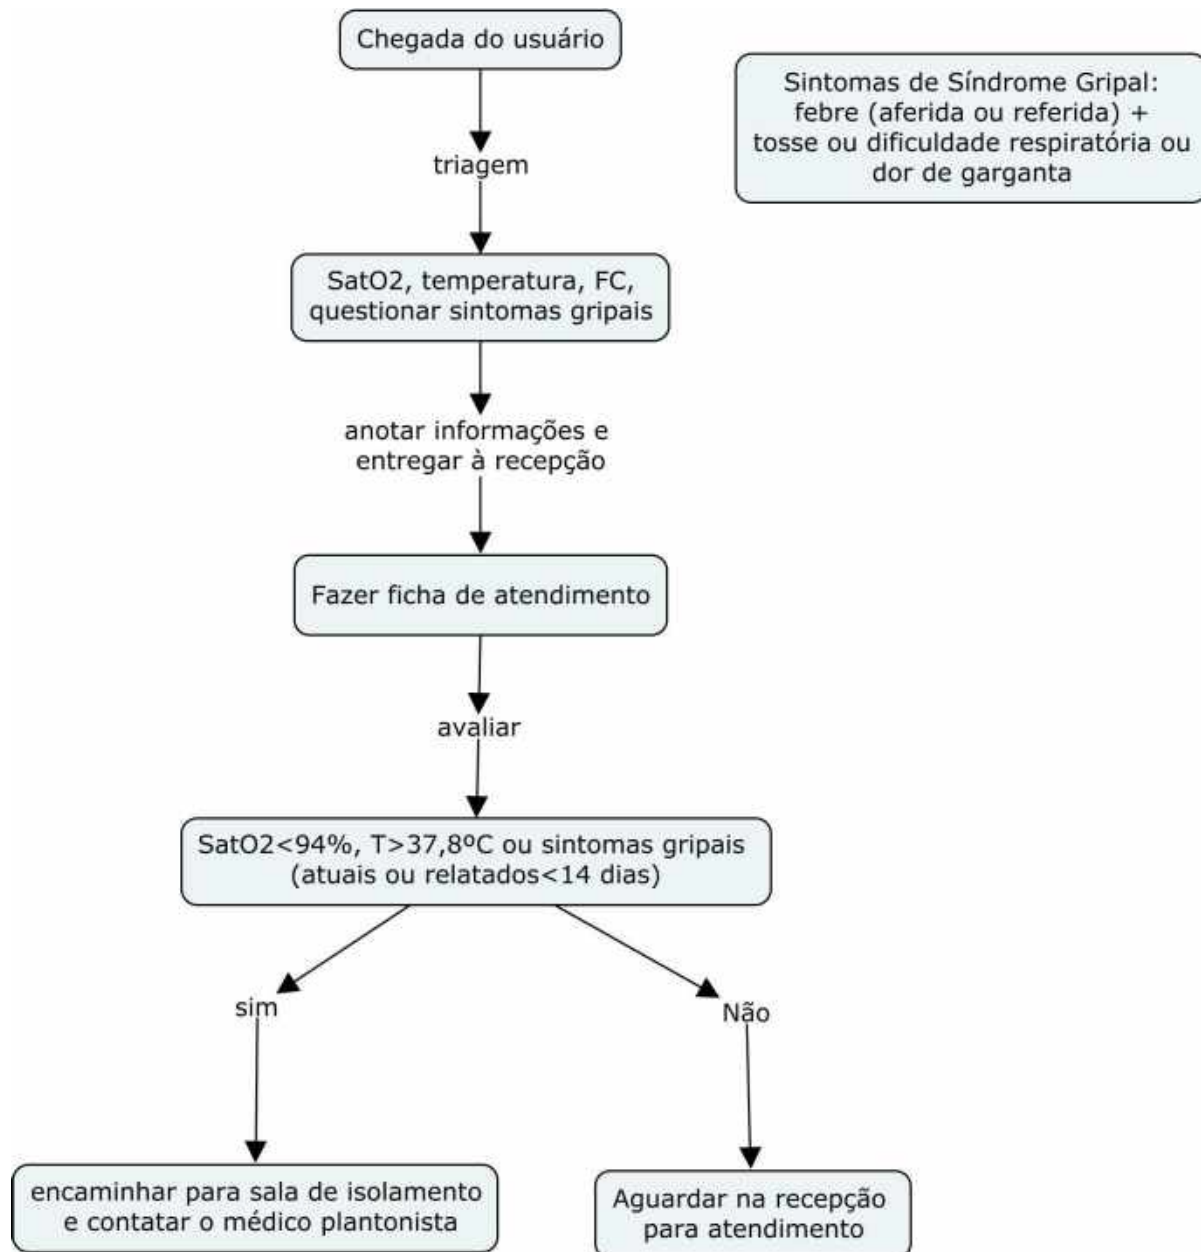 Chegada do usuário
Sintomas de Síndrome Gripal:
febre (aferida ou referida) +
tosse ou dificuldade respiratória ou
dor de garganta
triagem
SatO2, temperatura, FC,
questionar sintomas gripais
anotar informações e
entregar à recepção
Fazer ficha de atendimento
avaliar
SatO2<94%, T>37,8ºC ou sintomas gripais
(atuais ou relatados<14 dias)
sim
Não
encaminhar para sala de isolamento
e contatar o médico plantonista
Aguardar na recepção
para atendimento